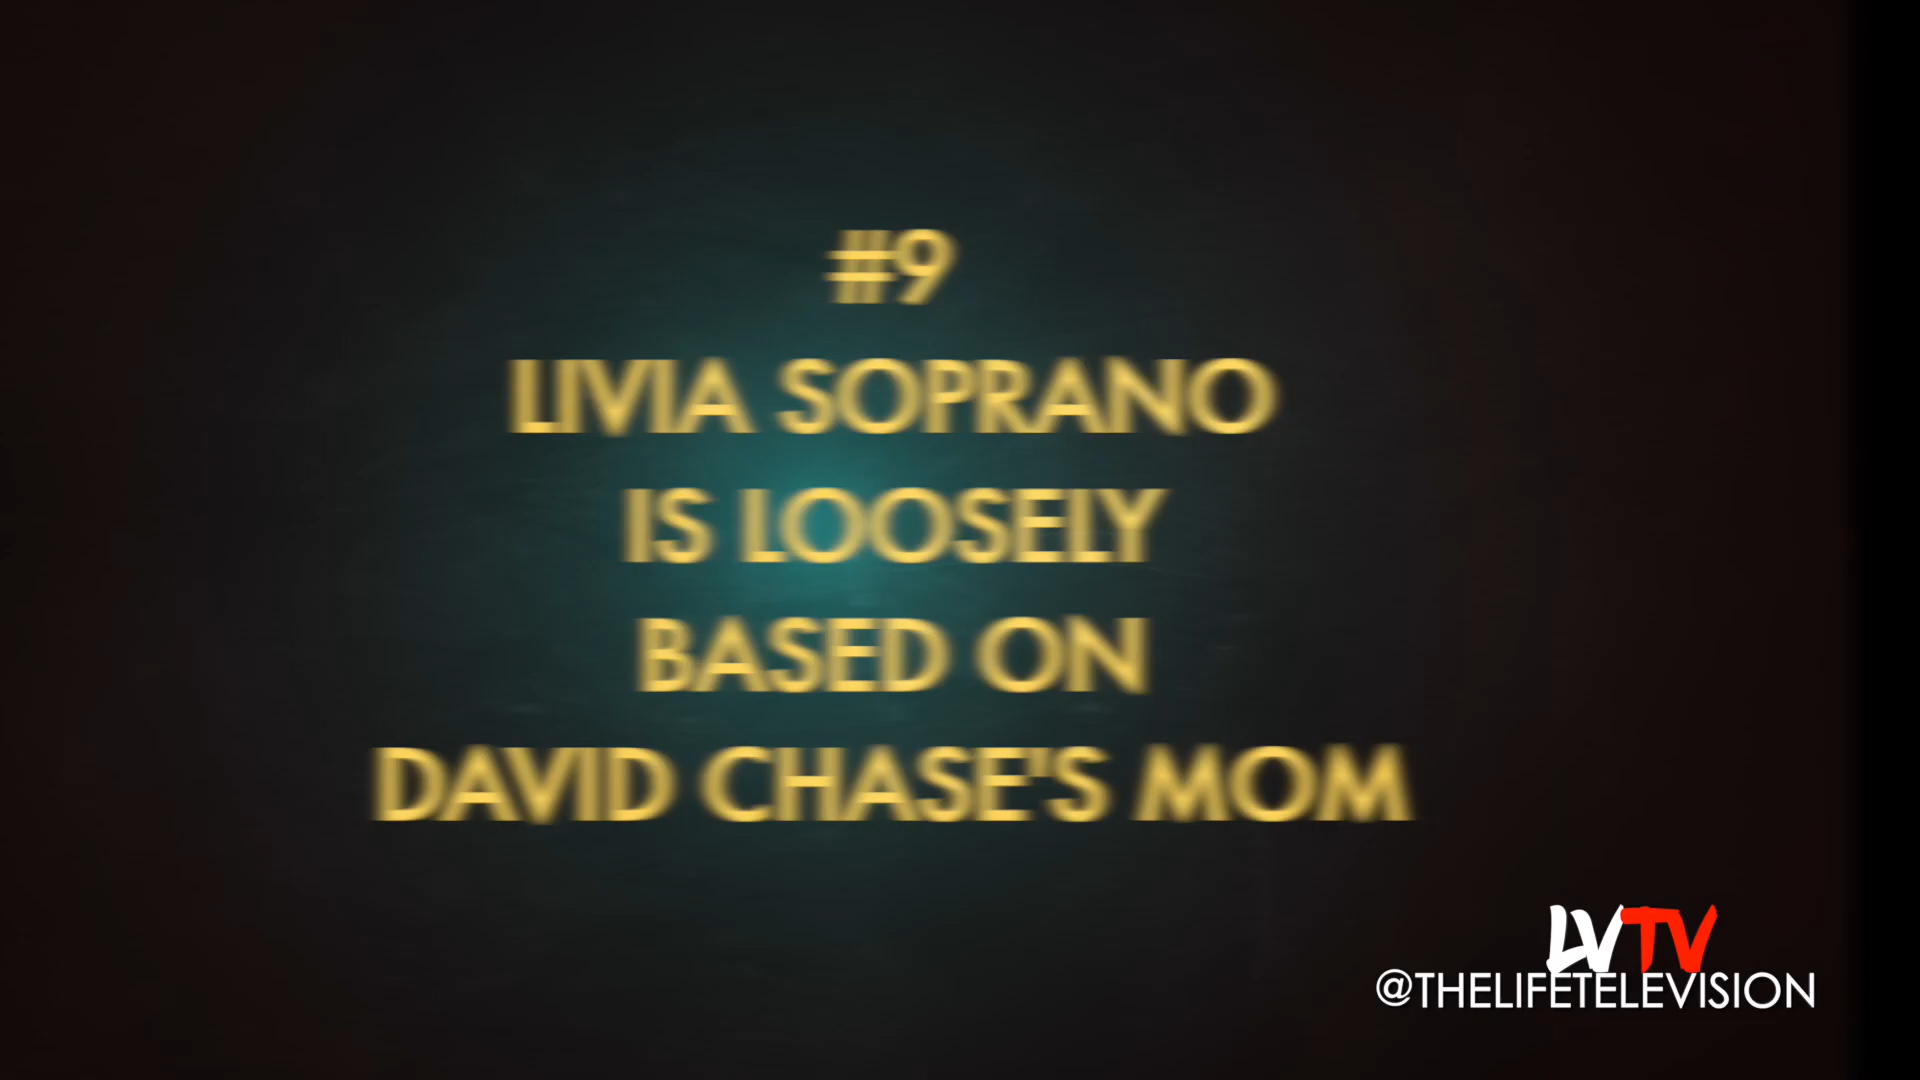 #9
LIVIA SOPRANO
IS LOOSELY
BASED ON
DAVID CHASE'S MOM
LVTV
@THELIFETELEVISION